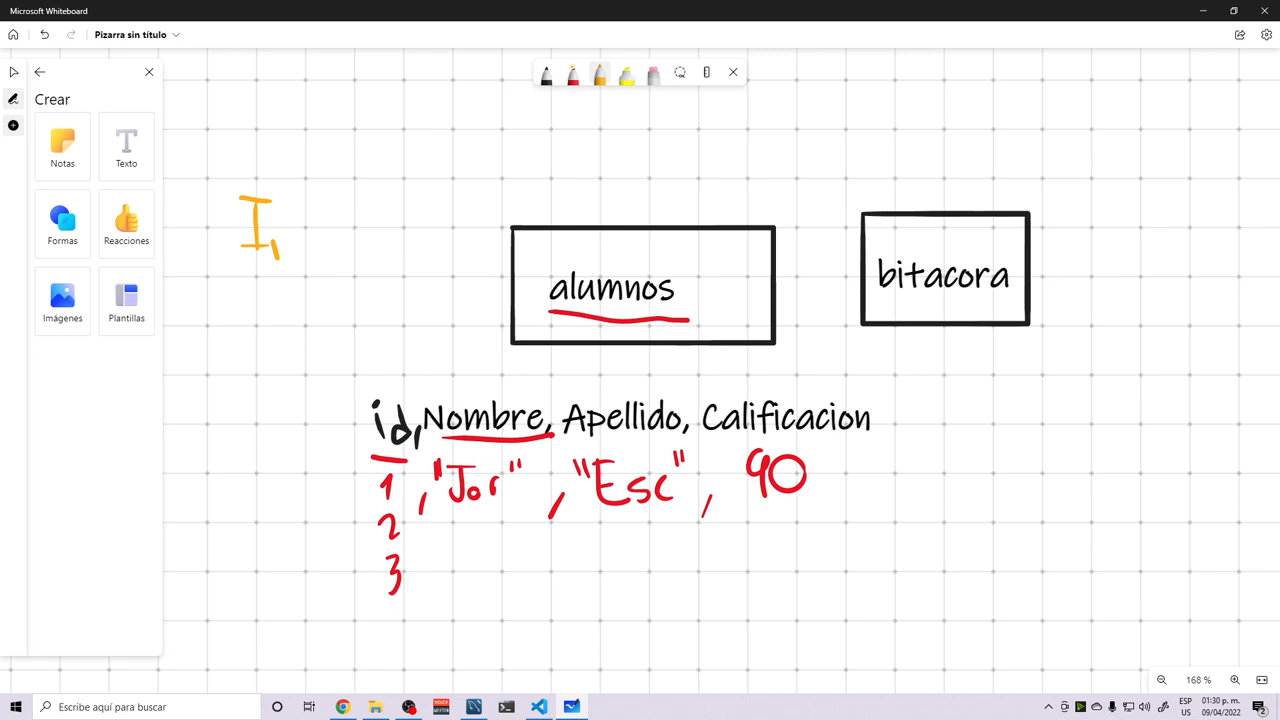 Microsoft Whiteboard
Pizarra sin título
Crear
Notas
Texto
Formas
Reacciones
Imágenes
Plantillas
I,
alumnos
bitacora
id, Nombre, Apellido, Calificacion
1, "Jor", "Esc", 90
2
3
168 %
Escribe aquí para buscar
ESP
US
01:30 p. m.
09/04/2022
2